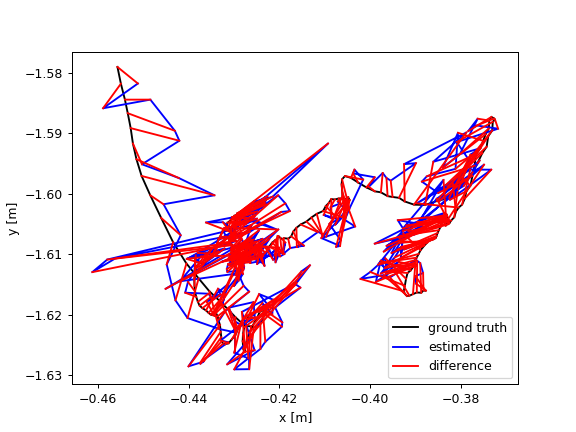 −1.58
−1.59
−1.60
−1.61
−1.62
−1.63
y [m]
−0.46 −0.44 −0.42 −0.40 −0.38
x [m]
ground truth
estimated
difference